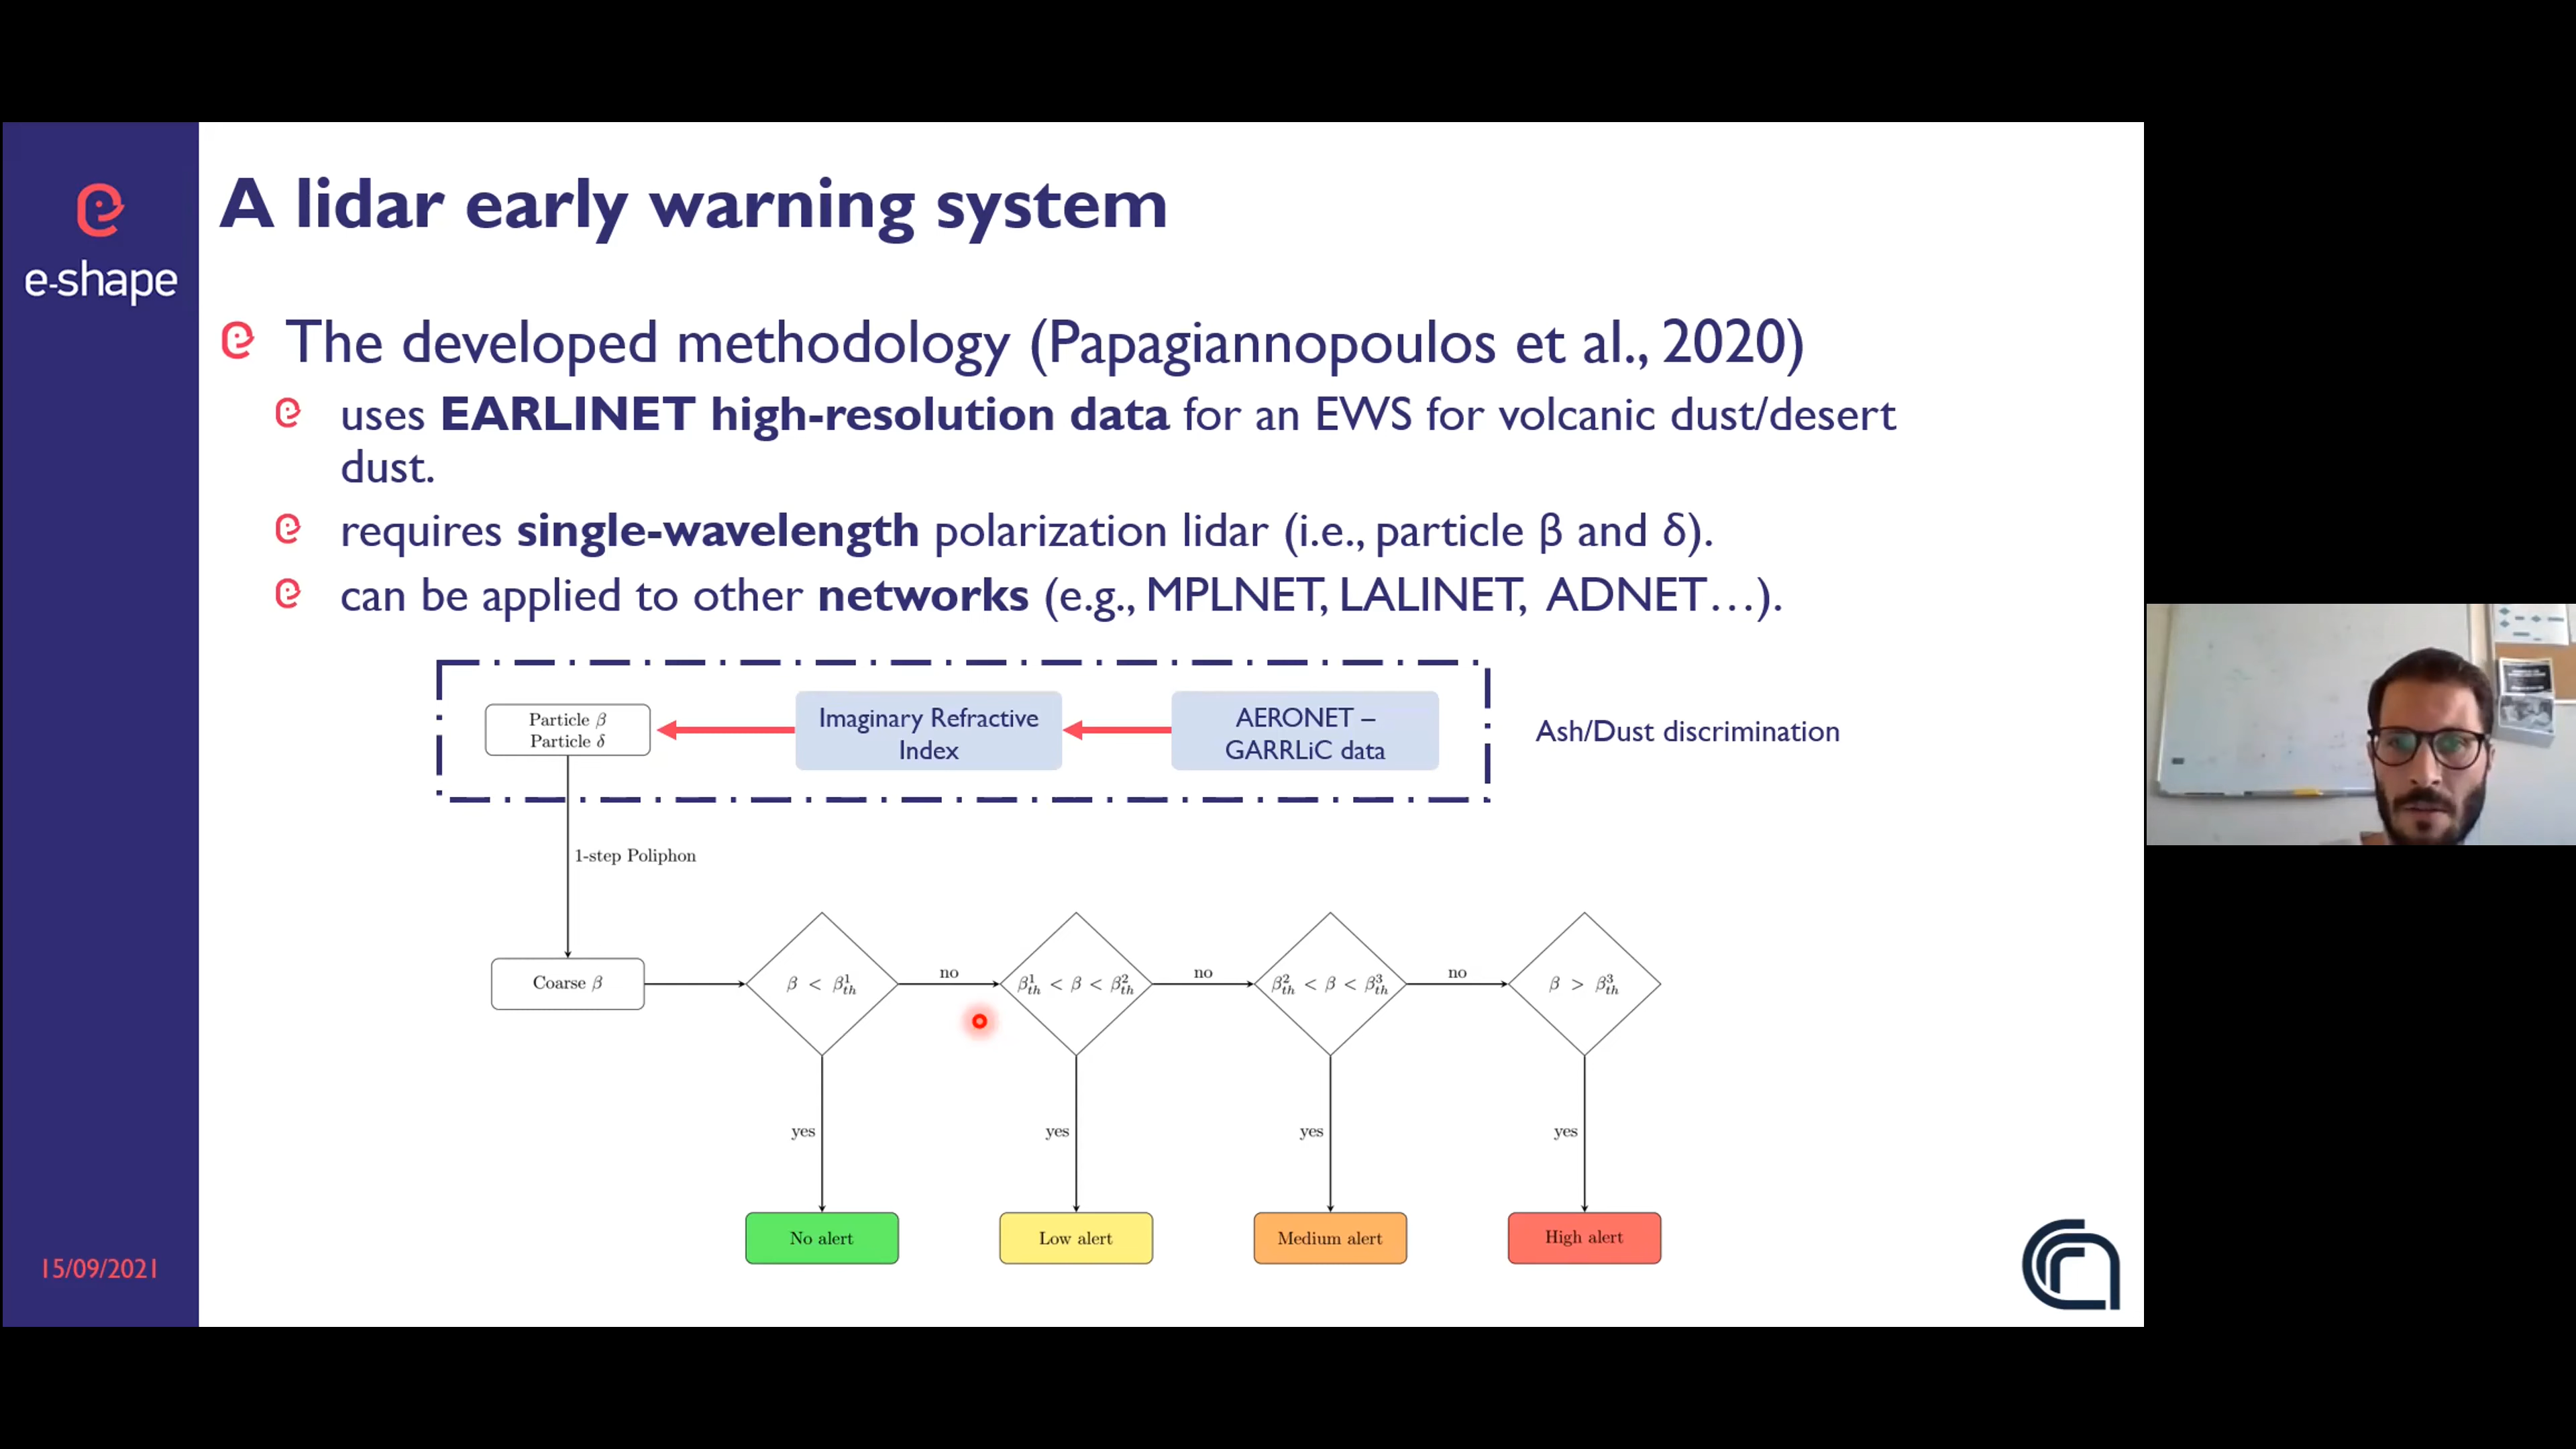 e-shape
A lidar early warning system
The developed methodology (Papagiannopoulos et al., 2020)
uses EARLINET high-resolution data for an EWS for volcanic dust/desert
dust.
requires single-wavelength polarization lidar (i.e., particle β and δ).
can be applied to other networks (e.g., MPLNET, LALINET, ADNET…).
Particle β
Particle δ
Imaginary Refractive
Index
AERONET –
GARRLiC data
Ash/Dust discrimination
1-step Poliphon
Coarse β
β < β¹ₜₕ
no
β¹ₜₕ < β < β²ₜₕ
no
β²ₜₕ < β < β³ₜₕ
no
β > β³ₜₕ
yes
yes
yes
yes
No alert
Low alert
Medium alert
High alert
15/09/2021